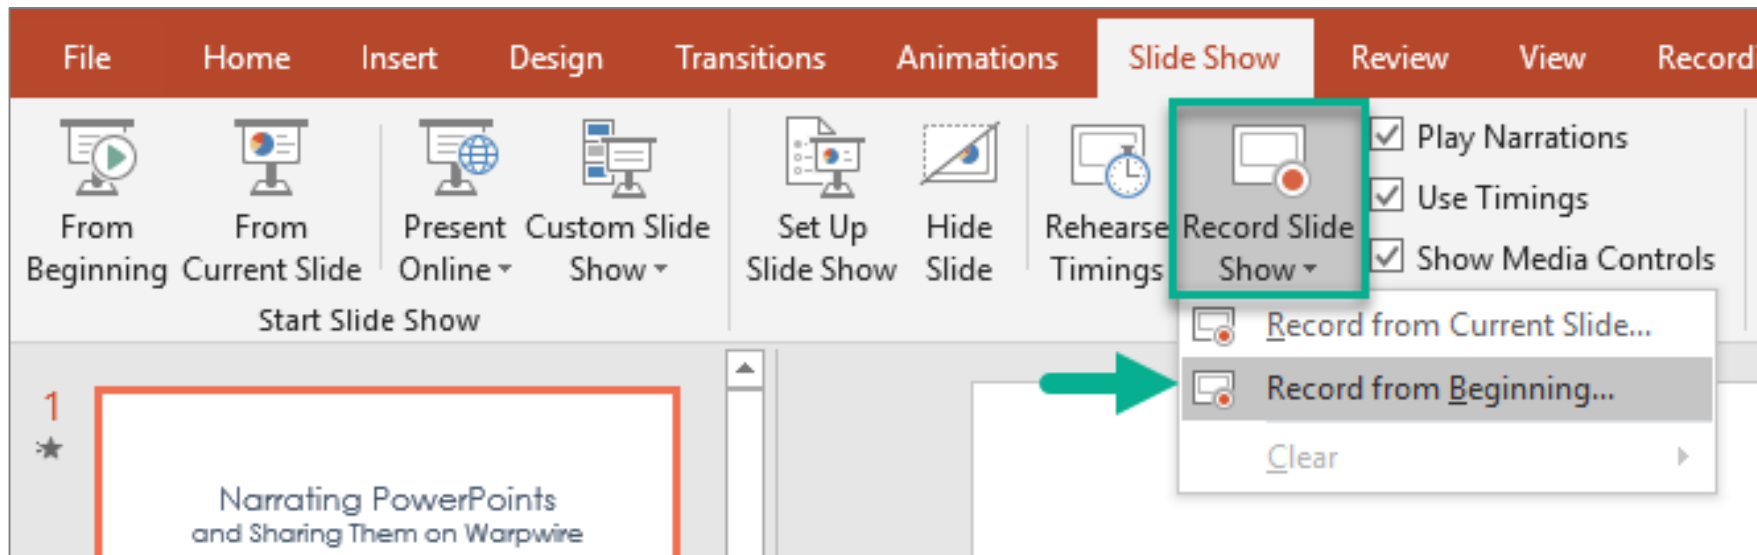 File Home Insert Design Transitions Animations Slide Show Review View Record
From Beginning
From Current Slide
Present Online
Custom Slide Show
Set Up Slide Show
Hide Slide
Rehearse Timings
Record Slide Show
Play Narrations
Use Timings
Show Media Controls
Start Slide Show
Record from Current Slide...
Record from Beginning...
Clear
1
Narrating PowerPoints
and Sharing Them on Warpwire